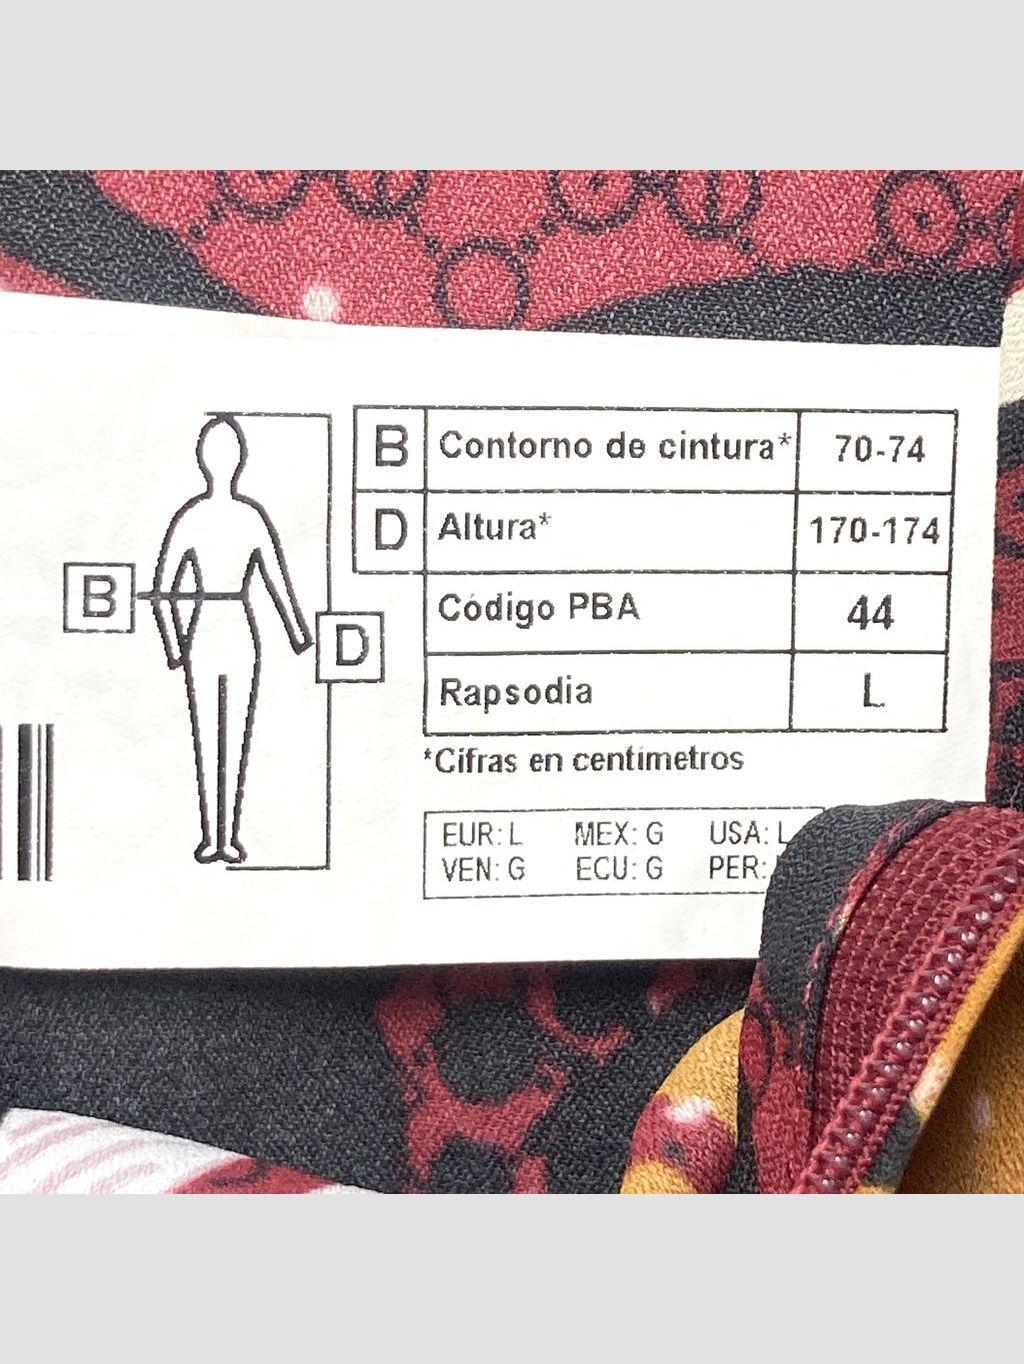 B Contorno de cintura* 70-74
D Altura* 170-174
Código PBA 44
Rapsodia L
*Cifras en centímetros
B
D
EUR: L MEX: G USA: L
VEN: G ECU: G PER: